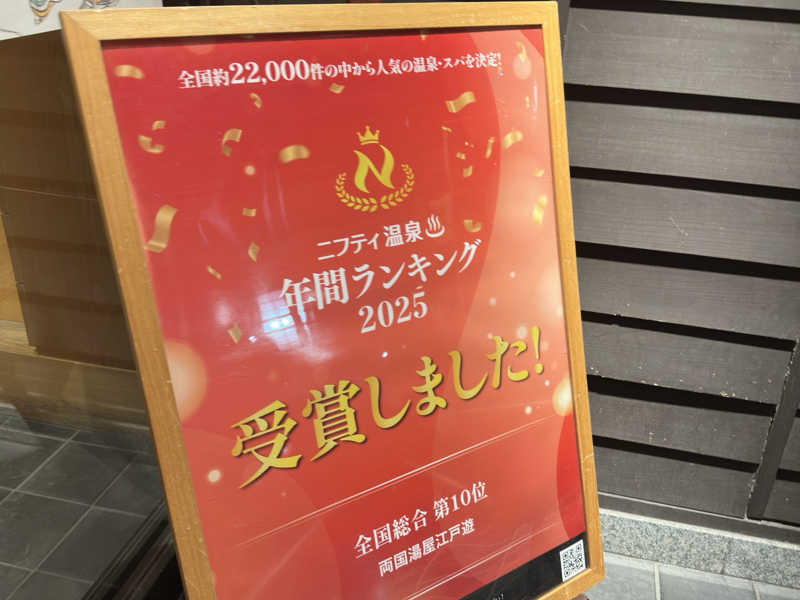 全国約22,000件の中から人気の温泉・スパを決定!
N
ニフティ温泉
年間ランキング
2025
受賞しました!
全国総合 第10位
両国湯屋江戸遊